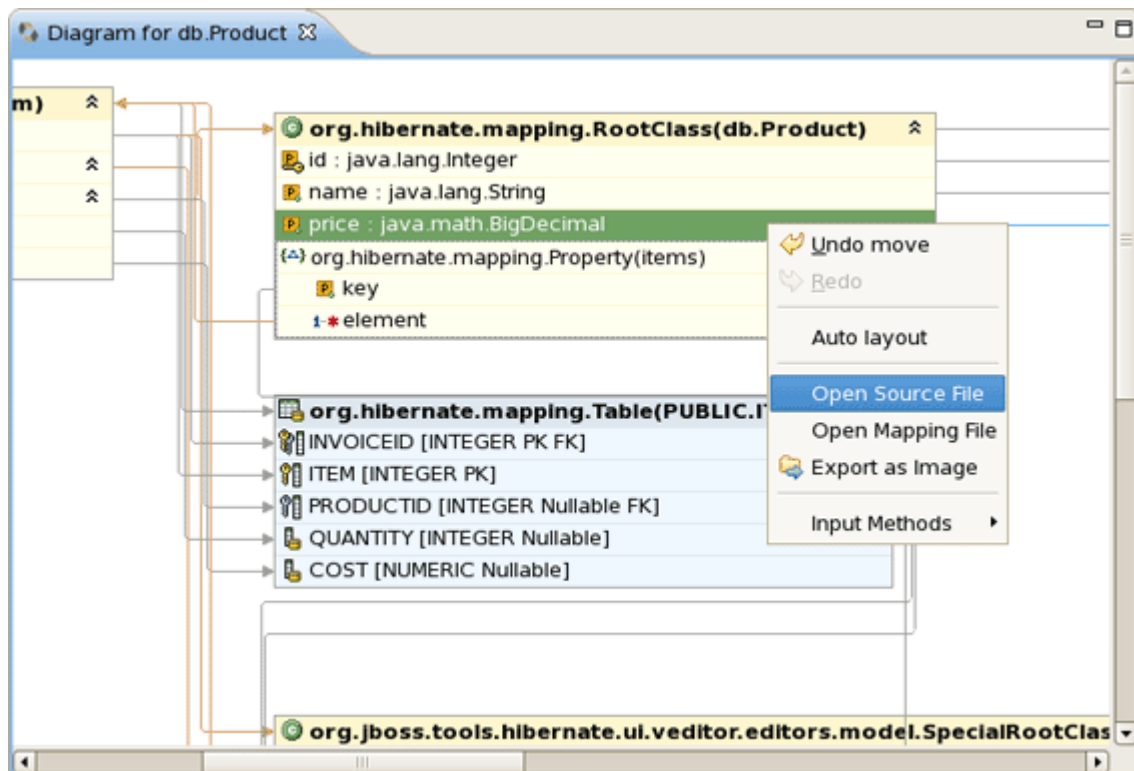 Diagram for db.Product
m)
org.hibernate.mapping.RootClass(db.Product)
id : java.lang.Integer
name : java.lang.String
price : java.math.BigDecimal
org.hibernate.mapping.Property(items)
key
element
Undo move
Redo
Auto layout
Open Source File
Open Mapping File
Export as Image
Input Methods
org.hibernate.mapping.Table(PUBLIC.I
INVOICEID [INTEGER PK FK]
ITEM [INTEGER PK]
PRODUCTID [INTEGER Nullable FK]
QUANTITY [INTEGER Nullable]
COST [NUMERIC Nullable]
org.jboss.tools.hibernate.ui.veditor.editors.model.SpecialRootClas